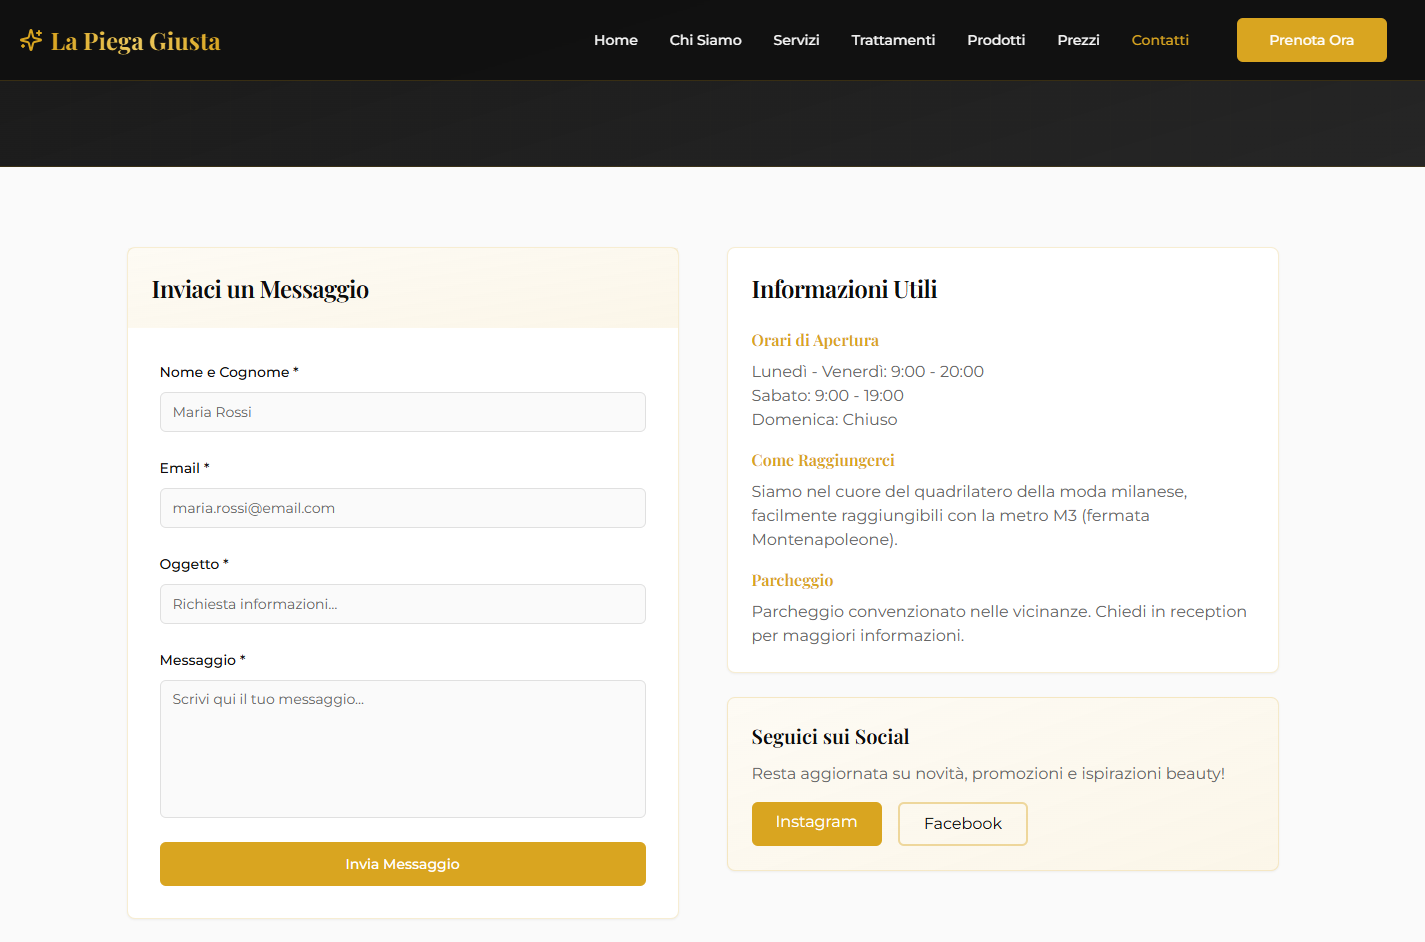 La Piega Giusta
Home Chi Siamo Servizi Trattamenti Prodotti Prezzi Contatti Prenota Ora
Inviaci un Messaggio
Nome e Cognome *
Maria Rossi
Email *
maria.rossi@email.com
Oggetto *
Richiesta informazioni...
Messaggio *
Scrivi qui il tuo messaggio...
Invia Messaggio
Informazioni Utili
Orari di Apertura
Lunedì - Venerdì: 9:00 - 20:00
Sabato: 9:00 - 19:00
Domenica: Chiuso
Come Raggiungerci
Siamo nel cuore del quadrilatero della moda milanese,
facilmente raggiungibili con la metro M3 (fermata
Montenapoleone).
Parcheggio
Parcheggio convenzionato nelle vicinanze. Chiedi in reception
per maggiori informazioni.
Seguici sui Social
Resta aggiornata su novità, promozioni e ispirazioni beauty!
Instagram Facebook